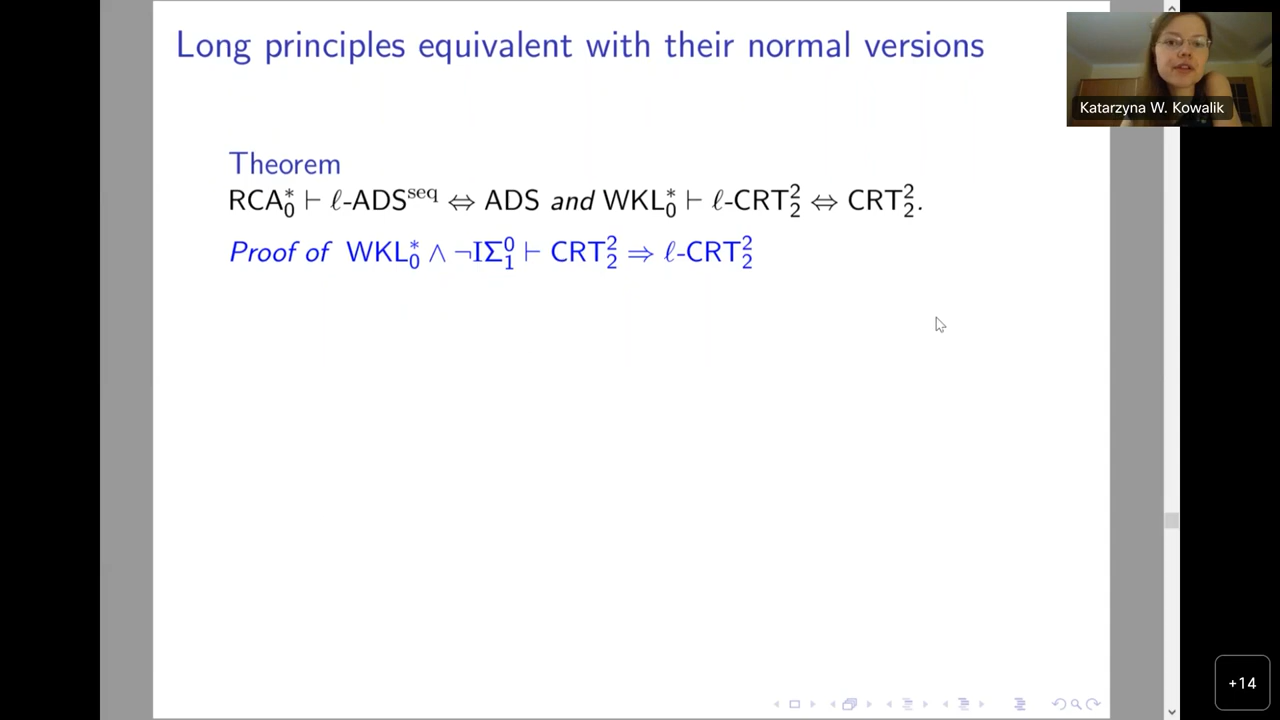 Long principles equivalent with their normal versions
Katarzyna W. Kowalik
Theorem
RCA₀* ⊢ ℓ-ADS^seq ⇔ ADS and WKL₀* ⊢ ℓ-CRT₂² ⇔ CRT₂².
Proof of WKL₀* ∧ ¬IΣ₁⁰ ⊢ CRT₂² ⇒ ℓ-CRT₂²
+14